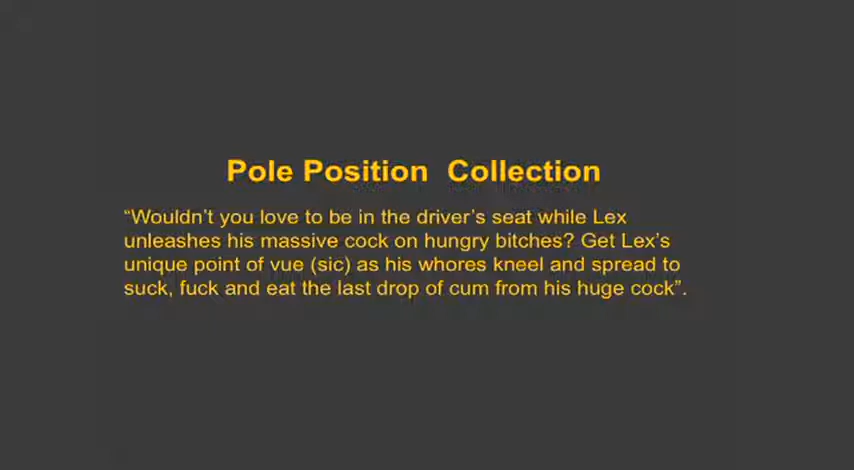 Pole Position Collection
“Wouldn’t you love to be in the driver’s seat while Lex
unleashes his massive cock on hungry bitches? Get Lex’s
unique point of vue (sic) as his whores kneel and spread to
suck, fuck and eat the last drop of cum from his huge cock”.